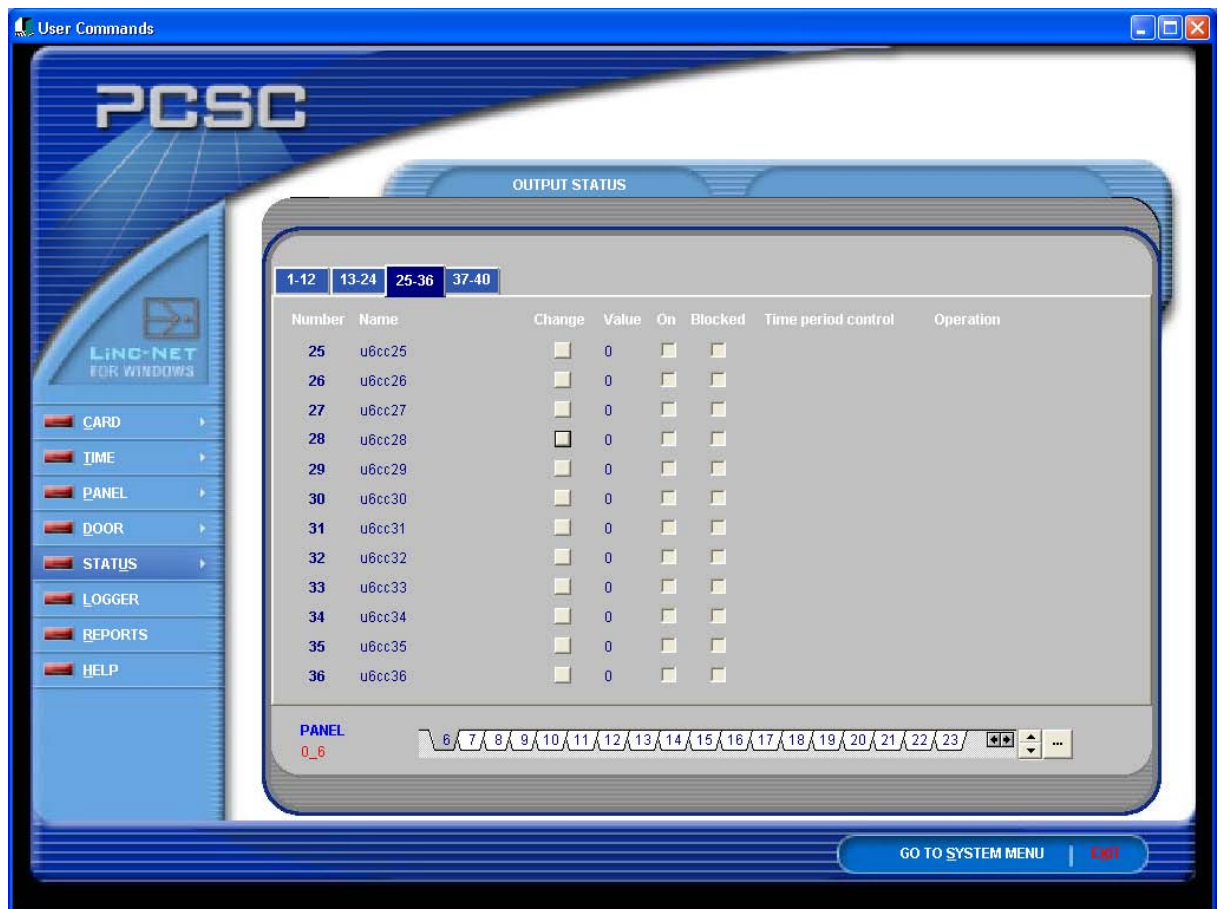 User Commands
PCSC
OUTPUT STATUS
1-12 13-24 25-36 37-40
Number Name Change Value On Blocked Time period control Operation
25 u6cc25 0
26 u6cc26 0
27 u6cc27 0
28 u6cc28 0
29 u6cc29 0
30 u6cc30 0
31 u6cc31 0
32 u6cc32 0
33 u6cc33 0
34 u6cc34 0
35 u6cc35 0
36 u6cc36 0
LiNC-NET
FOR WINDOWS
CARD
TIME
PANEL
DOOR
STATUS
LOGGER
REPORTS
HELP
PANEL
0_6
6 7 8 9 10 11 12 13 14 15 16 17 18 19 20 21 22 23 ...
GO TO SYSTEM MENU | EXIT